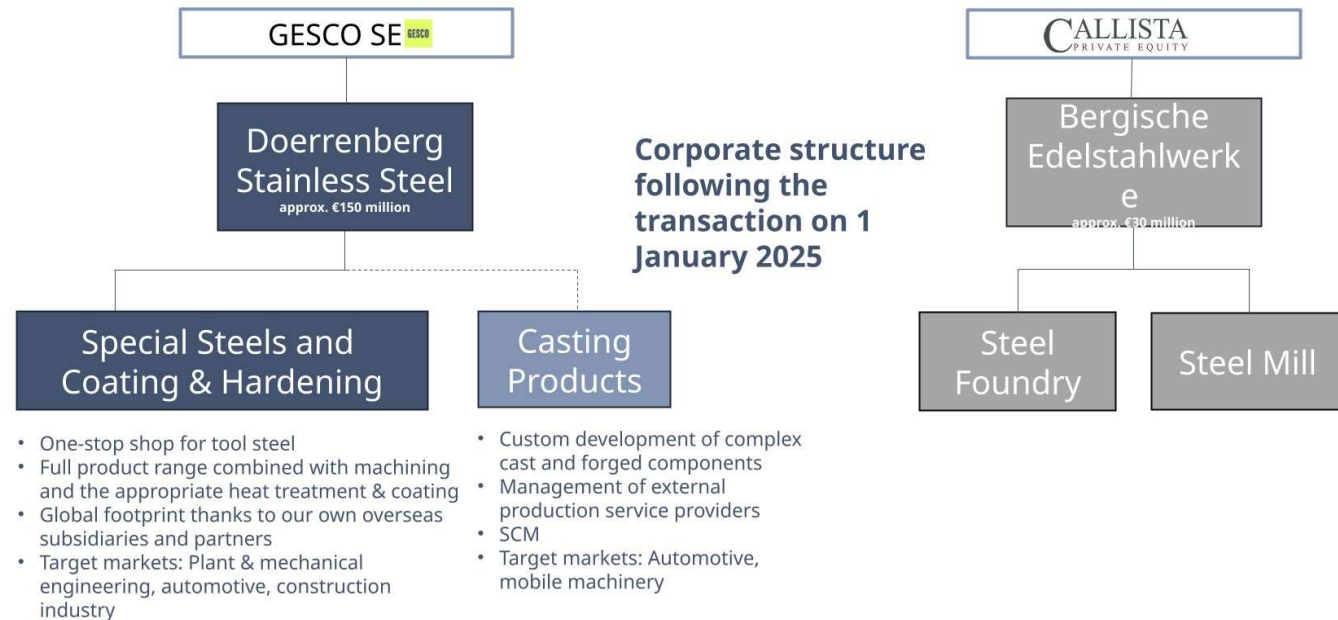 GESCO SE GESCO
Doerrenberg
Stainless Steel
approx. €150 million
Special Steels and
Coating & Hardening
• One-stop shop for tool steel
• Full product range combined with machining
and the appropriate heat treatment & coating
• Global footprint thanks to our own overseas
subsidiaries and partners
• Target markets: Plant & mechanical
engineering, automotive, construction
industry
Casting
Products
• Custom development of complex
cast and forged components
• Management of external
production service providers
• SCM
• Target markets: Automotive,
mobile machinery
Corporate structure
following the
transaction on 1
January 2025
CALLISTA
PRIVATE EQUITY
Bergische
Edelstahlwerk
e
approx. €30 million
Steel
Foundry
Steel Mill